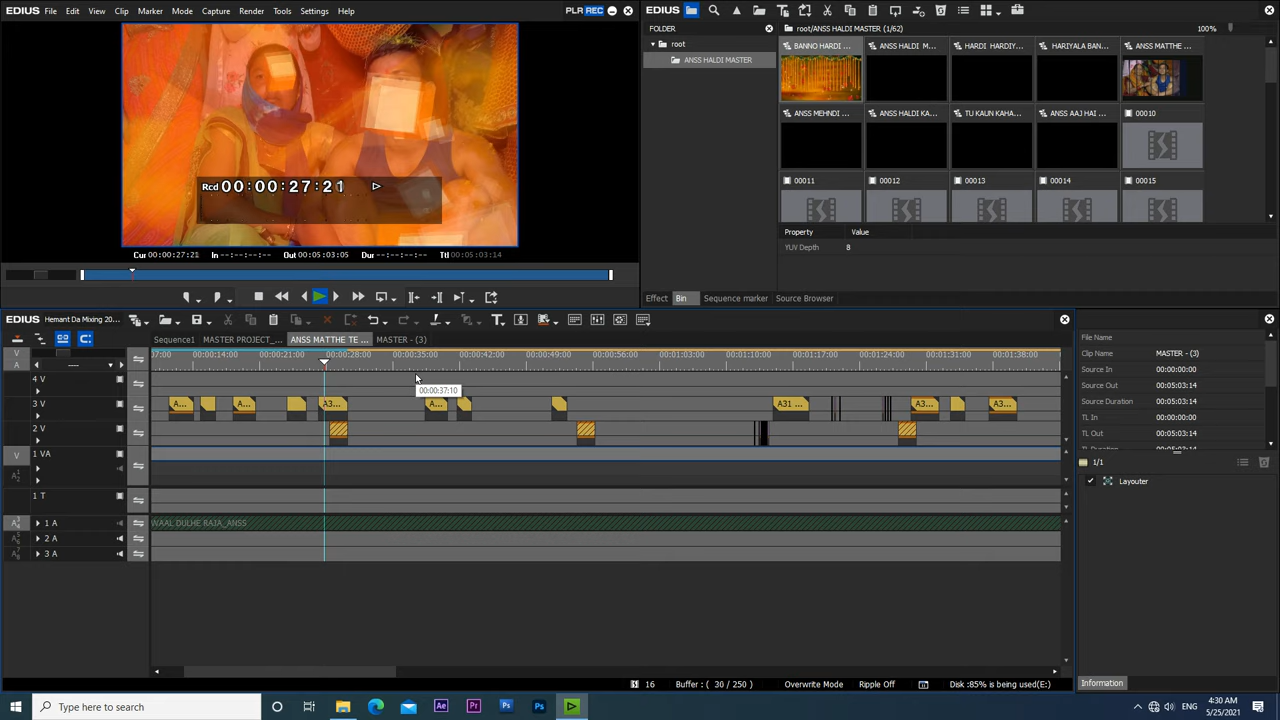 EDIUS File Edit View Clip Marker Mode Capture Render Tools Settings Help PLR REC
Rcd 00:00:27:21
Cur 00:00:27:21 In --:--:--:-- Out 00:05:03:05 Dur --:--:--:-- Ttl 00:05:03:14
EDIUS
FOLDER
root/ANSS HALDI MASTER (1/62) 100%
root
ANSS HALDI MASTER
BANNO HARDI ... ANSS HALDI M... HARDI HARDIY... HARIYALA BAN... ANSS MATTHE ...
ANSS MEHNDI ... ANSS HALDI KA... TU KAUN KAHA... ANSS AAJ HAI ... 00010
00011 00012 00013 00014 00015
Property Value
YUV Depth 8
Effect Bin Sequence marker Source Browser
EDIUS Hemant Da Mixing 20...
Sequence1 MASTER PROJECT_... ANSS MATTHE TE ... MASTER - (3)
V
A
:07:00 00:00:14:00 00:00:21:00 00:00:28:00 00:00:35:00 00:00:42:00 00:00:49:00 00:00:56:00 00:01:03:00 00:01:10:00 00:01:17:00 00:01:24:00 00:01:31:00 00:01:38:00
00:00:37:10
4 V
3 V A... A... A3... A... A31 ... A3... A3...
2 V
V 1 VA
1 T
1 A WAAL DULHE RAJA_ANSS
2 A
3 A
16 Buffer : ( 30 / 250 ) Overwrite Mode Ripple Off Disk :85% is being used(E:)
File Name
Clip Name MASTER - (3)
Source In 00:00:00:00
Source Out 00:05:03:14
Source Duration 00:05:03:14
TL In 00:00:00:00
TL Out 00:05:03:14
TL Duration 00:05:03:14
1/1
Layouter
Information
Type here to search
Ae Pr Ps Ps
ENG 4:30 AM
5/25/2021